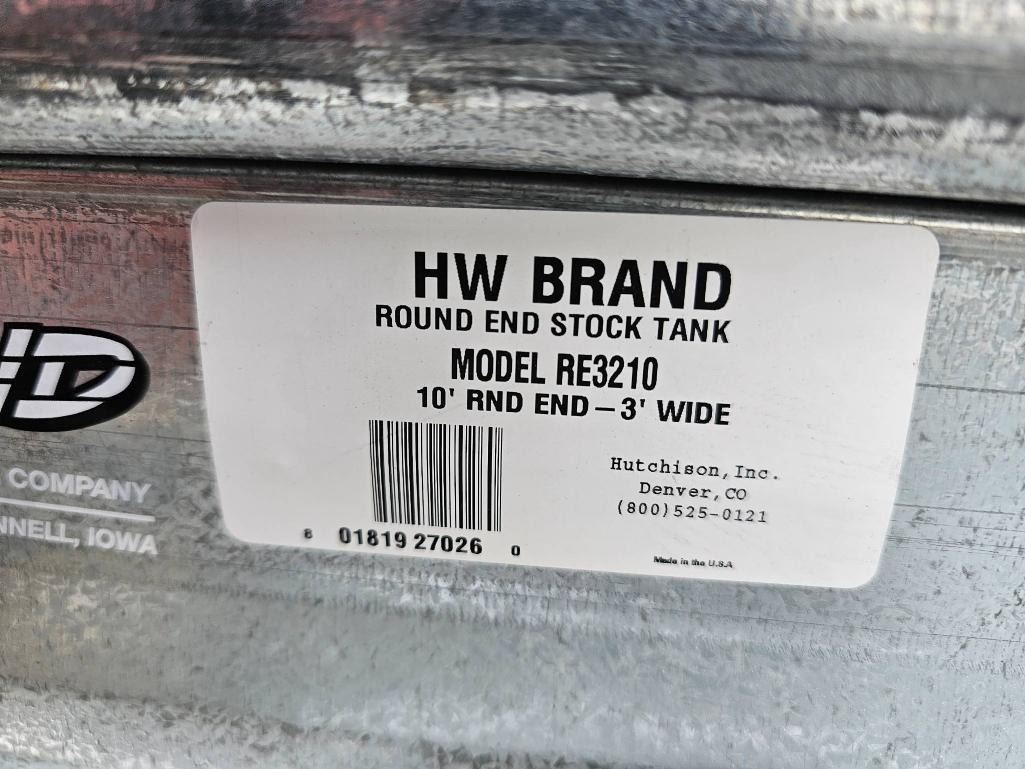 HW BRAND
ROUND END STOCK TANK
MODEL RE3210
10' RND END – 3' WIDE
Hutchison, Inc.
Denver, CO
(800)525-0121
8 01819 27026 0
Made in the U.S.A
COMPANY
NNELL, IOWA